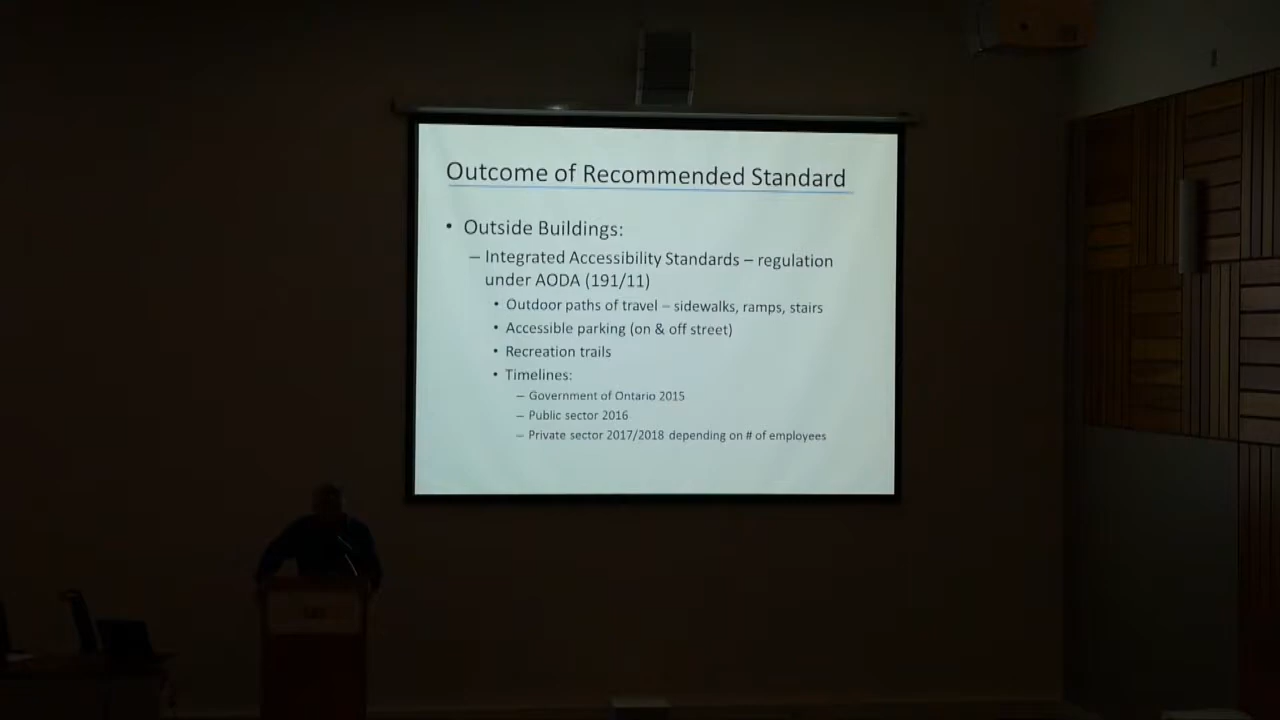 Outcome of Recommended Standard
• Outside Buildings:
– Integrated Accessibility Standards – regulation
under AODA (191/11)
• Outdoor paths of travel – sidewalks, ramps, stairs
• Accessible parking (on & off street)
• Recreation trails
• Timelines:
– Government of Ontario 2015
– Public sector 2016
– Private sector 2017/2018 depending on # of employees